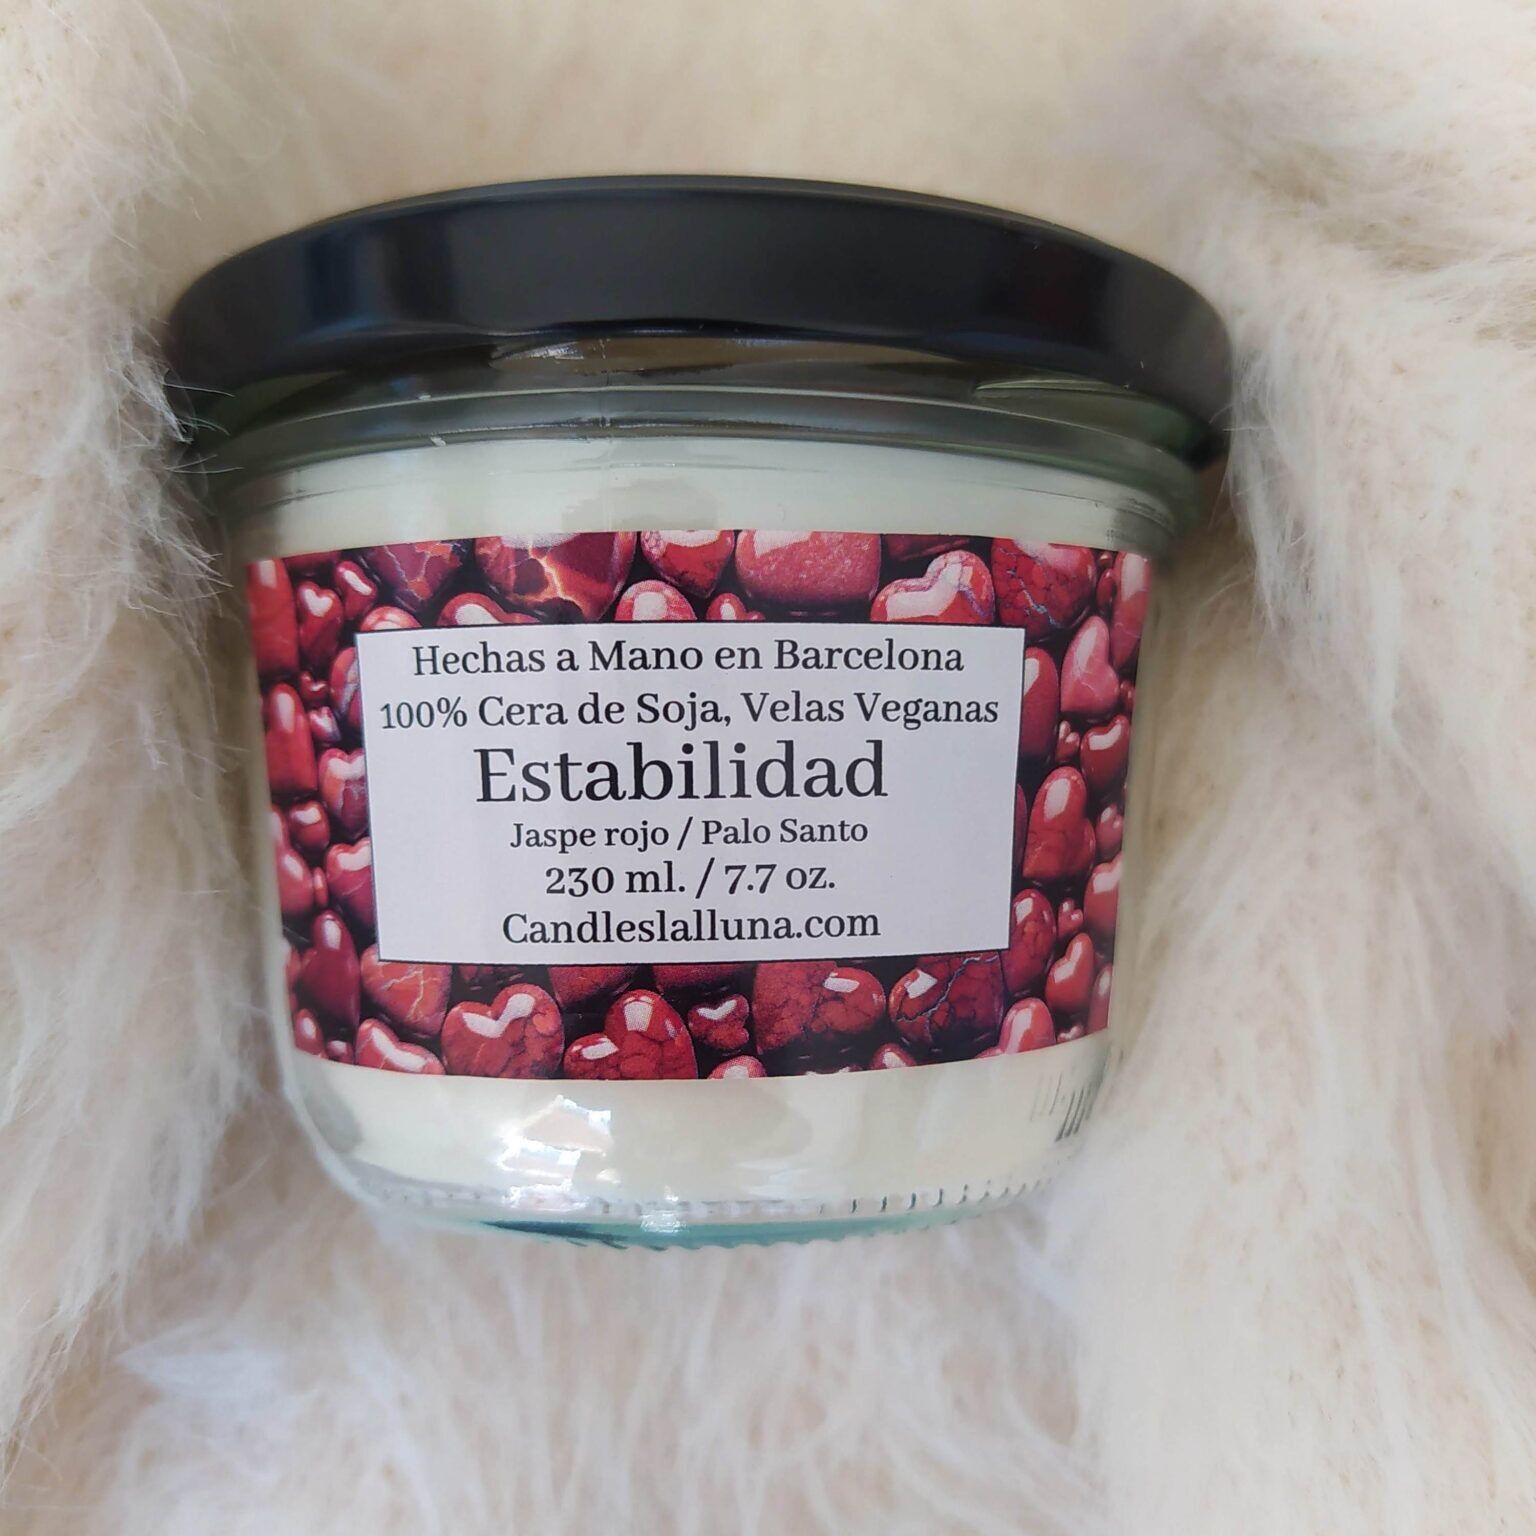 Hechas a Mano en Barcelona
100% Cera de Soja, Velas Veganas
Estabilidad
Jaspe rojo / Palo Santo
230 ml. / 7.7 oz.
Candleslalluna.com